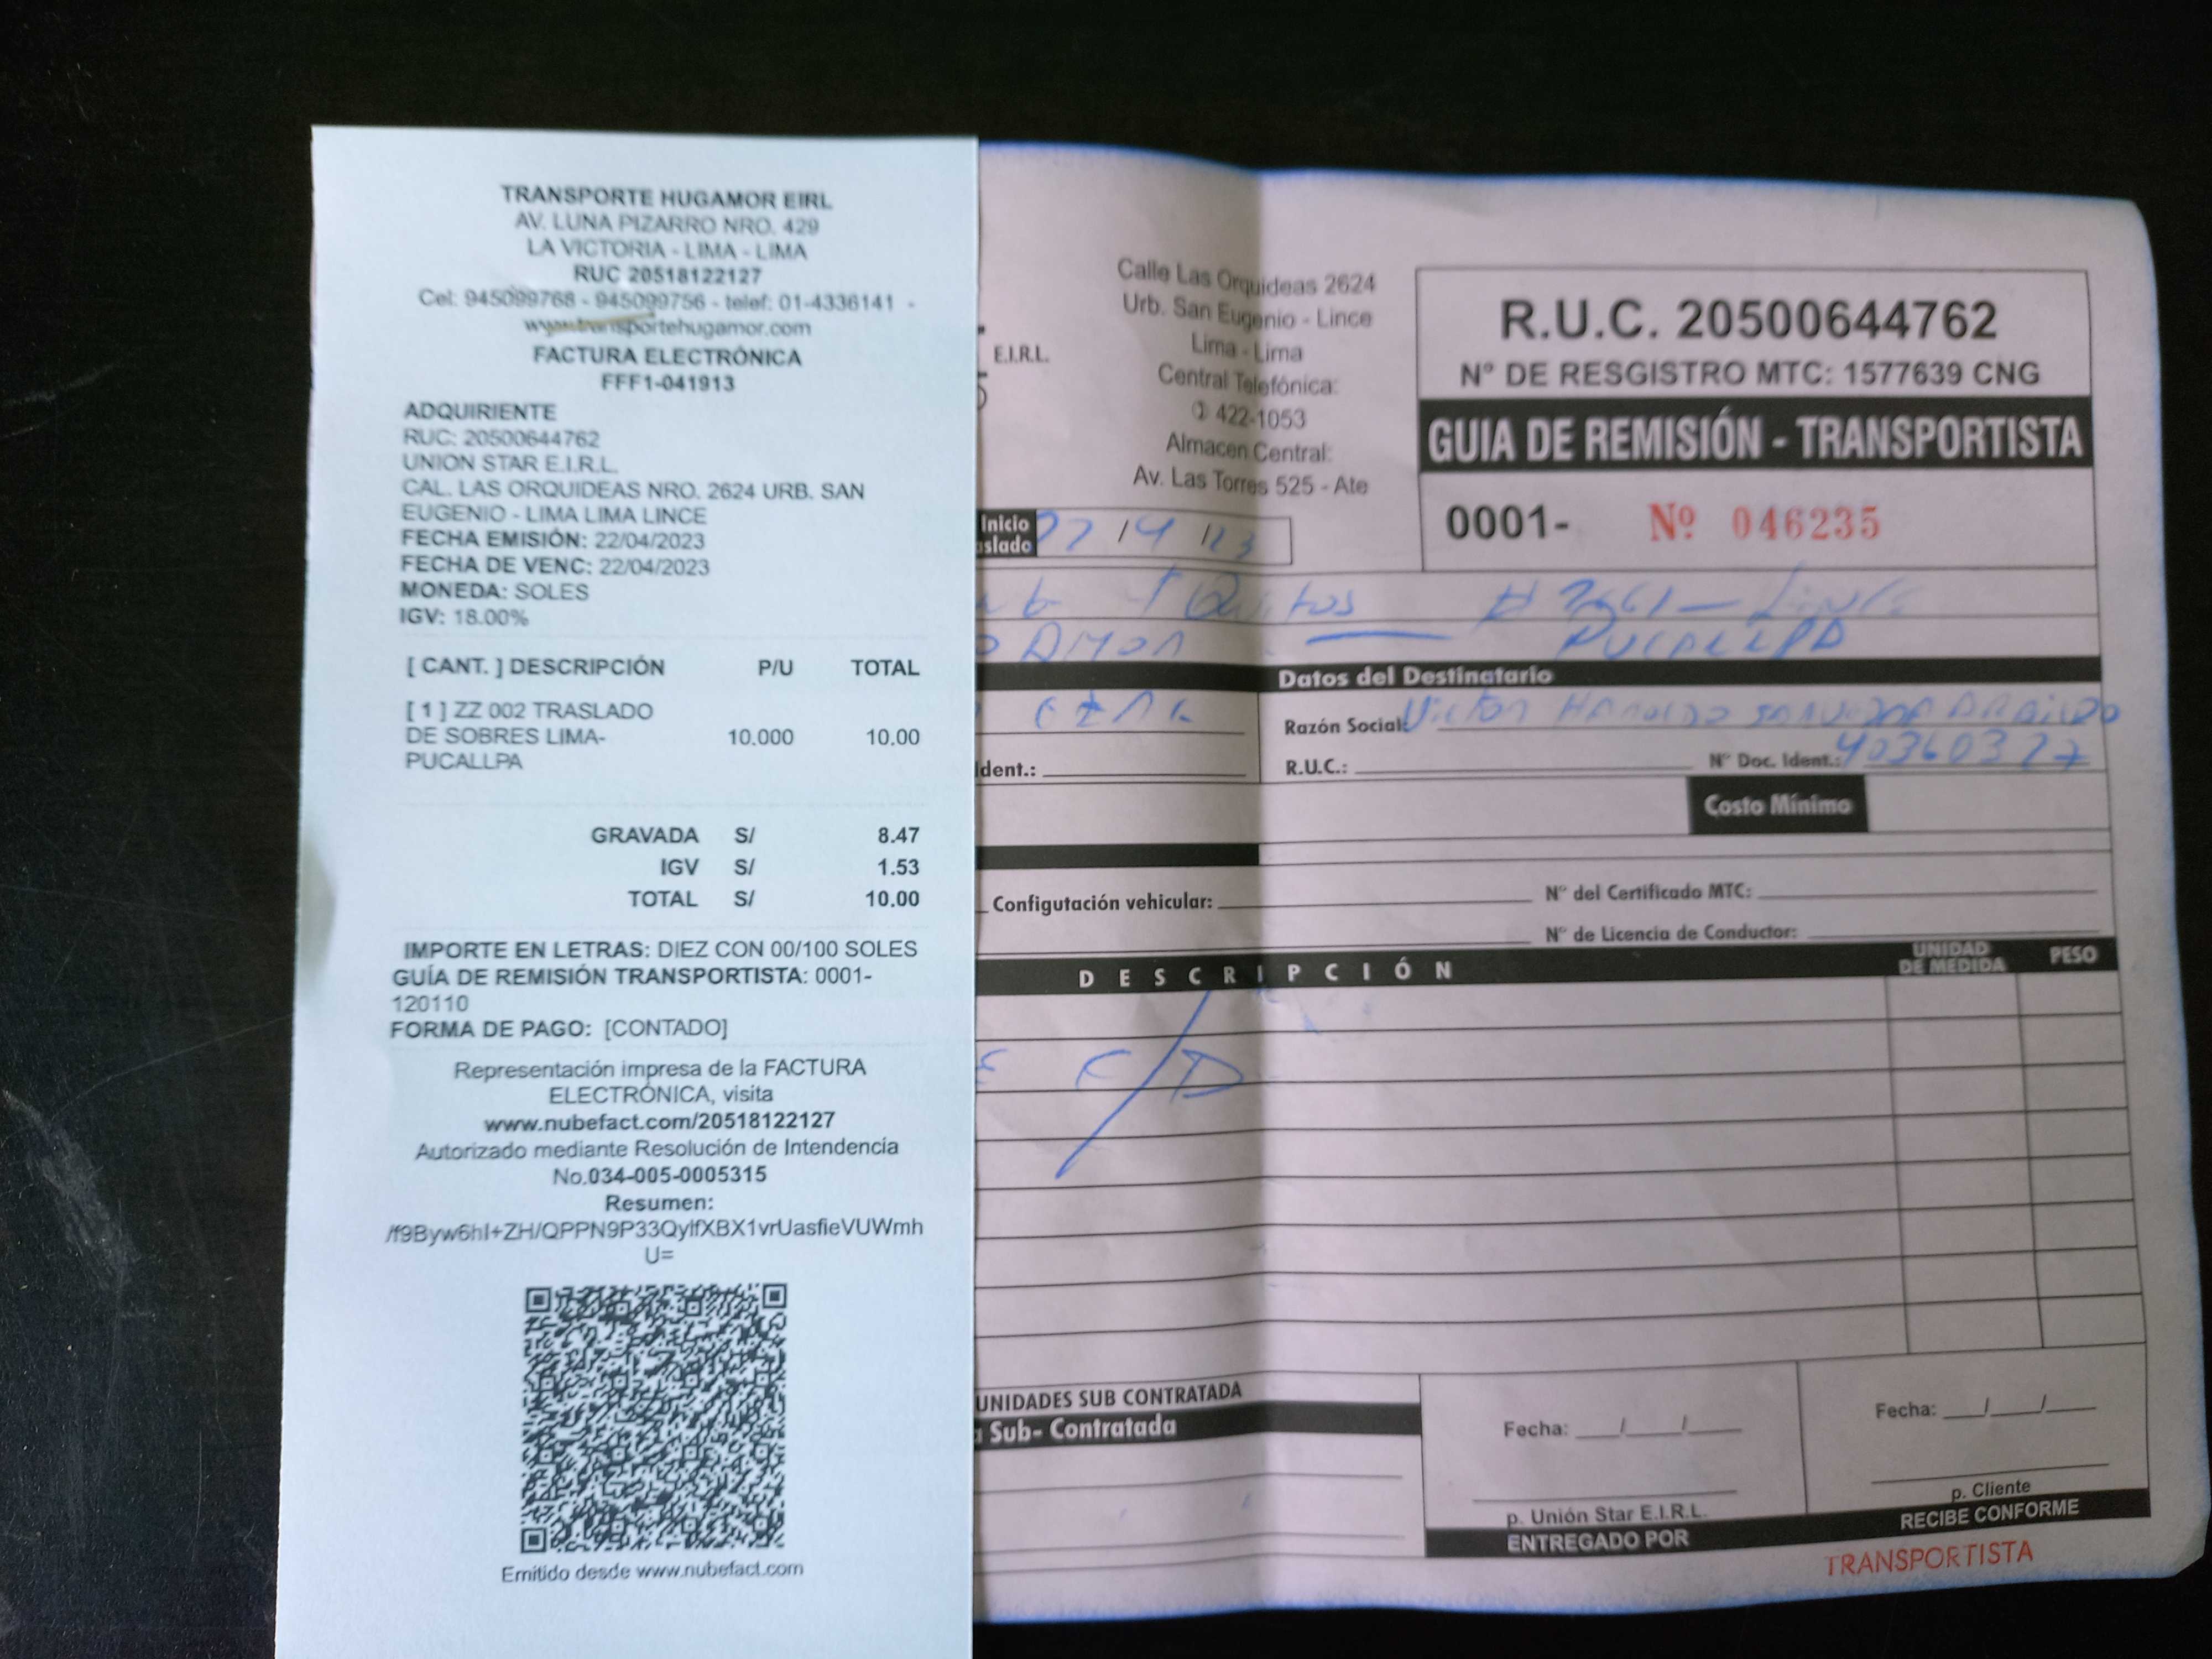 TRANSPORTE HUGAMOR EIRL
AV. LUNA PIZARRO NRO. 429
LA VICTORIA - LIMA - LIMA
RUC 20518122127
Cel: 945099768 - 945099756 - telef: 01-4336141 -
www.transportehugamor.com
FACTURA ELECTRÓNICA
FFF1-041913
ADQUIRIENTE
RUC: 20500644762
UNION STAR E.I.R.L.
CAL. LAS ORQUIDEAS NRO. 2624 URB. SAN
EUGENIO - LIMA LIMA LINCE
FECHA EMISIÓN: 22/04/2023
FECHA DE VENC: 22/04/2023
MONEDA: SOLES
IGV: 18.00%
[ CANT. ] DESCRIPCIÓN P/U TOTAL
[ 1 ] ZZ 002 TRASLADO
DE SOBRES LIMA- 10.000 10.00
PUCALLPA
GRAVADA S/ 8.47
IGV S/ 1.53
TOTAL S/ 10.00
IMPORTE EN LETRAS: DIEZ CON 00/100 SOLES
GUÍA DE REMISIÓN TRANSPORTISTA: 0001-
120110
FORMA DE PAGO: [CONTADO]
Representación impresa de la FACTURA
ELECTRÓNICA, visita
www.nubefact.com/20518122127
Autorizado mediante Resolución de Intendencia
No.034-005-0005315
Resumen:
/f9Byw6hI+ZH/QPPN9P33QylfXBX1vrUasfieVUWmh
U=
Emitido desde www.nubefact.com
E.I.R.L.
Calle Las Orquideas 2624
Urb. San Eugenio - Lince
Lima - Lima
Central Telefónica:
422-1053
Almacen Central:
Av. Las Torres 525 - Ate
R.U.C. 20500644762
N° DE RESGISTRO MTC: 1577639 CNG
GUIA DE REMISIÓN - TRANSPORTISTA
0001- Nº 046235
Inicio
slado /4/23
PUCALLPA
Datos del Destinatario
Razón Social: Victor
Ident.: R.U.C.: N° Doc. Ident.: 40360327
Costo Mínimo
Configutación vehicular: N° del Certificado MTC:
N° de Licencia de Conductor:
DESCRIPCIÓN UNIDAD DE MEDIDA PESO
UNIDADES SUB CONTRATADA
Sub- Contratada
Fecha: / / Fecha: / /
p. Unión Star E.I.R.L. p. Cliente
ENTREGADO POR RECIBE CONFORME
TRANSPORTISTA